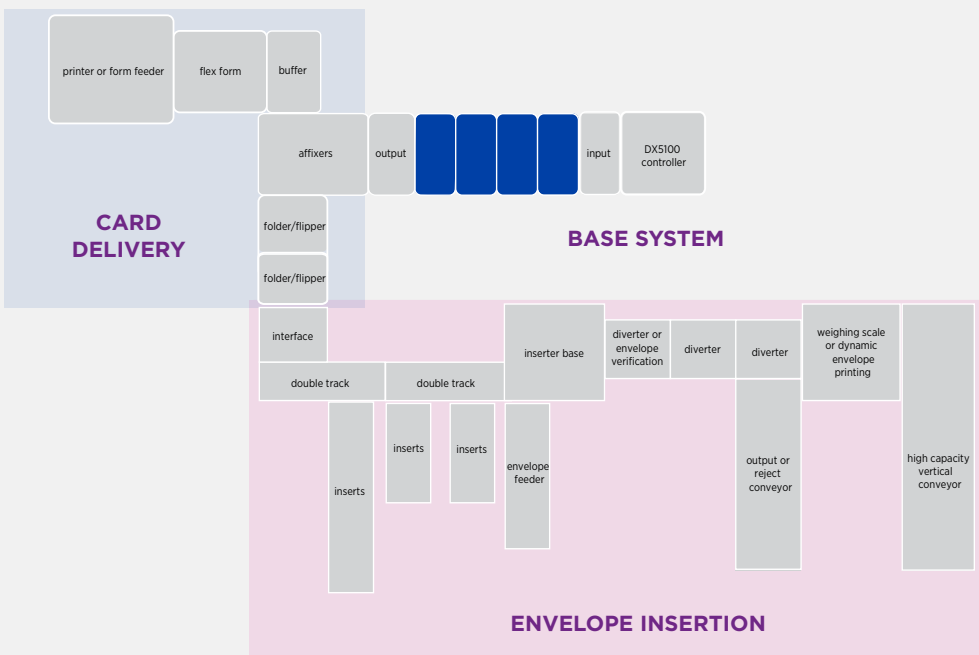 printer or form feeder
flex form
buffer
affixers
output
input
DX5100
controller
CARD
DELIVERY
folder/flipper
folder/flipper
BASE SYSTEM
interface
double track
double track
inserter base
diverter or
envelope
verification
diverter
diverter
weighing scale
or dynamic
envelope
printing
inserts
inserts
inserts
envelope
feeder
output or
reject
conveyor
high capacity
vertical
conveyor
ENVELOPE INSERTION